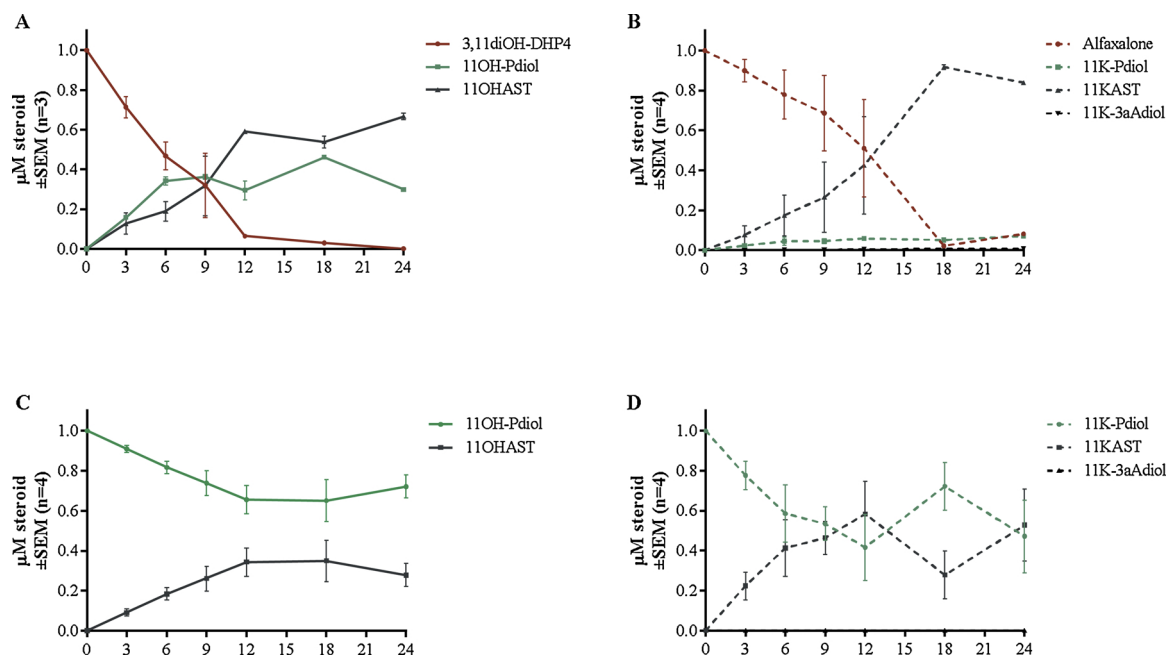 A
μM steroid
±SEM (n=3)
1.0
0.8
0.6
0.4
0.2
0.0
0 3 6 9 12 15 18 21 24
3,11diOH-DHP4
11OH-Pdiol
11OHAST
B
μM steroid
±SEM (n=4)
1.0
0.8
0.6
0.4
0.2
0.0
0 3 6 9 12 15 18 21 24
Alfaxalone
11K-Pdiol
11KAST
11K-3aAdiol
C
μM steroid
±SEM (n=4)
1.0
0.8
0.6
0.4
0.2
0.0
0 3 6 9 12 15 18 21 24
11OH-Pdiol
11OHAST
D
μM steroid
±SEM (n=4)
1.0
0.8
0.6
0.4
0.2
0.0
0 3 6 9 12 15 18 21 24
11K-Pdiol
11KAST
11K-3aAdiol